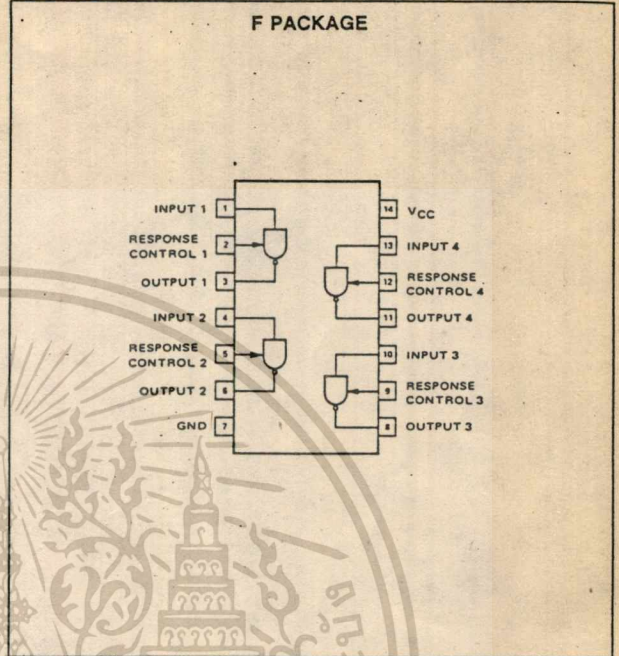 F PACKAGE
INPUT 1 1
RESPONSE CONTROL 1 2
OUTPUT 1 3
INPUT 2 4
RESPONSE CONTROL 2 5
OUTPUT 2 6
GND 7
14 VCC
13 INPUT 4
12 RESPONSE CONTROL 4
11 OUTPUT 4
10 INPUT 3
9 RESPONSE CONTROL 3
8 OUTPUT 3